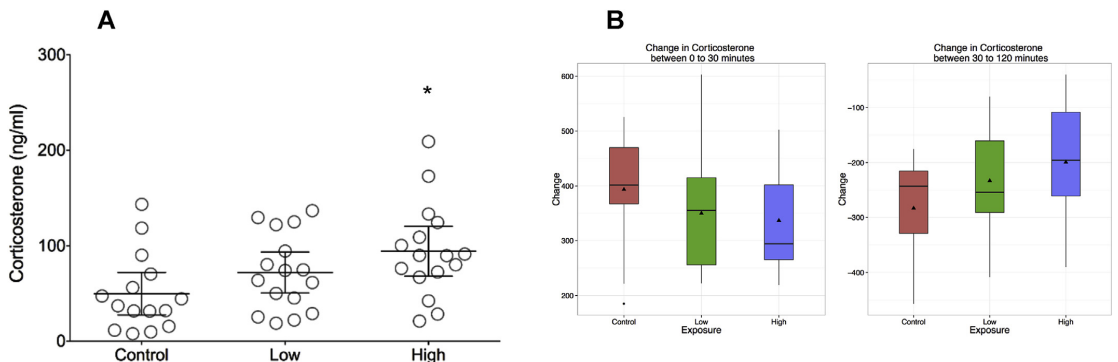 A
Corticosterone (ng/ml)
300
200
100
0
*
Control Low High
B
Change in Corticosterone
between 0 to 30 minutes
Change
600
500
400
300
200
Control Low High
Exposure
Change in Corticosterone
between 30 to 120 minutes
Change
−100
−200
−300
−400
Control Low High
Exposure